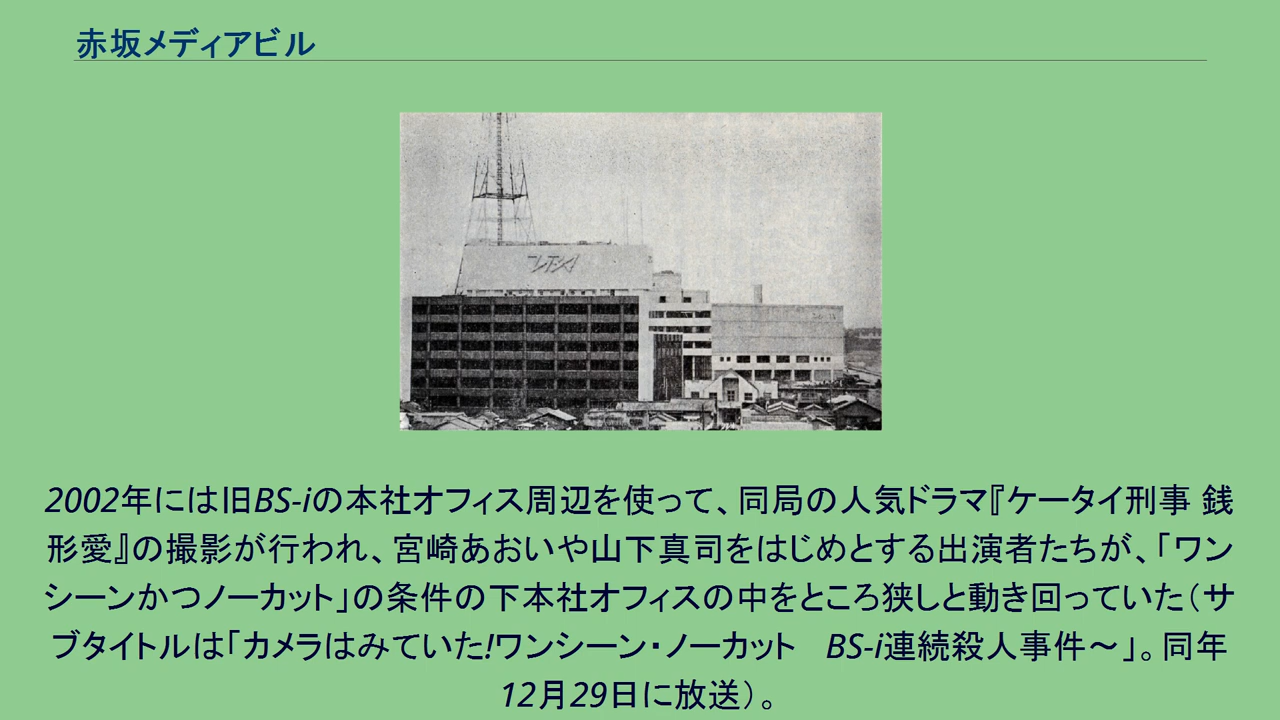 赤坂メディアビル
2002年には旧BS-iの本社オフィス周辺を使って、同局の人気ドラマ『ケータイ刑事 銭
形愛』の撮影が行われ、宮崎あおいや山下真司をはじめとする出演者たちが、「ワン
シーンかつノーカット」の条件の下本社オフィスの中をところ狭しと動き回っていた（サ
ブタイトルは「カメラはみていた!ワンシーン・ノーカット　BS-i連続殺人事件～」。同年
12月29日に放送）。